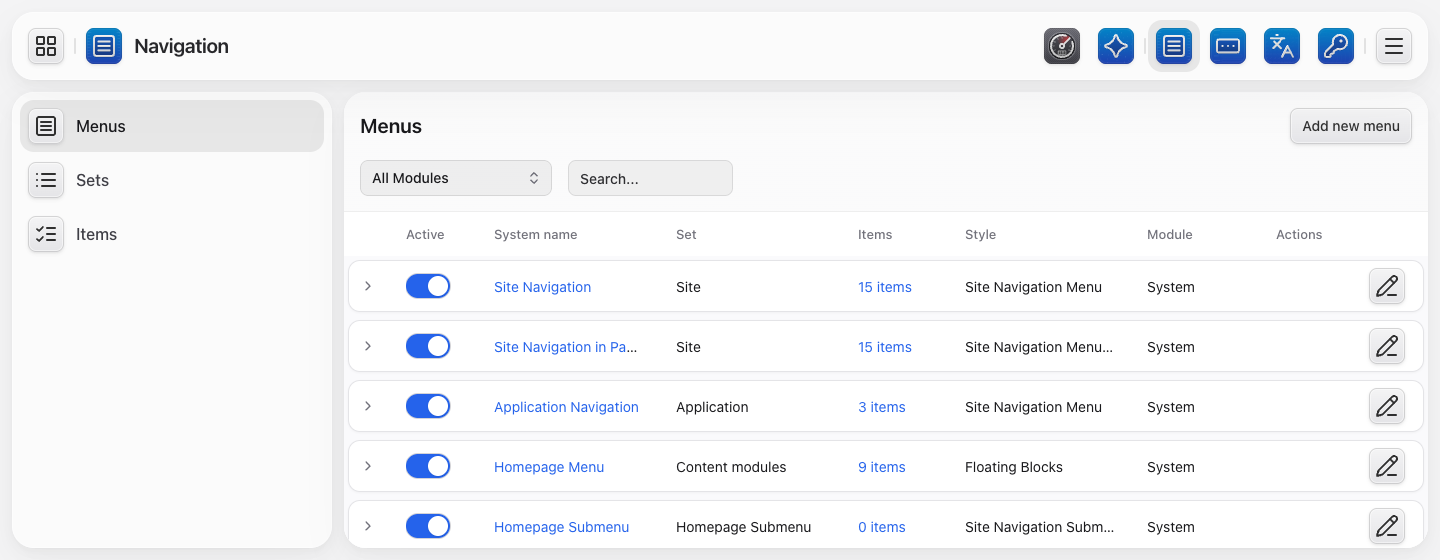 Navigation
Menus
Sets
Items
Menus
Add new menu
All Modules
Search...
Active System name Set Items Style Module Actions
Site Navigation Site 15 items Site Navigation Menu System
Site Navigation in Pa... Site 15 items Site Navigation Menu... System
Application Navigation Application 3 items Site Navigation Menu System
Homepage Menu Content modules 9 items Floating Blocks System
Homepage Submenu Homepage Submenu 0 items Site Navigation Subm... System